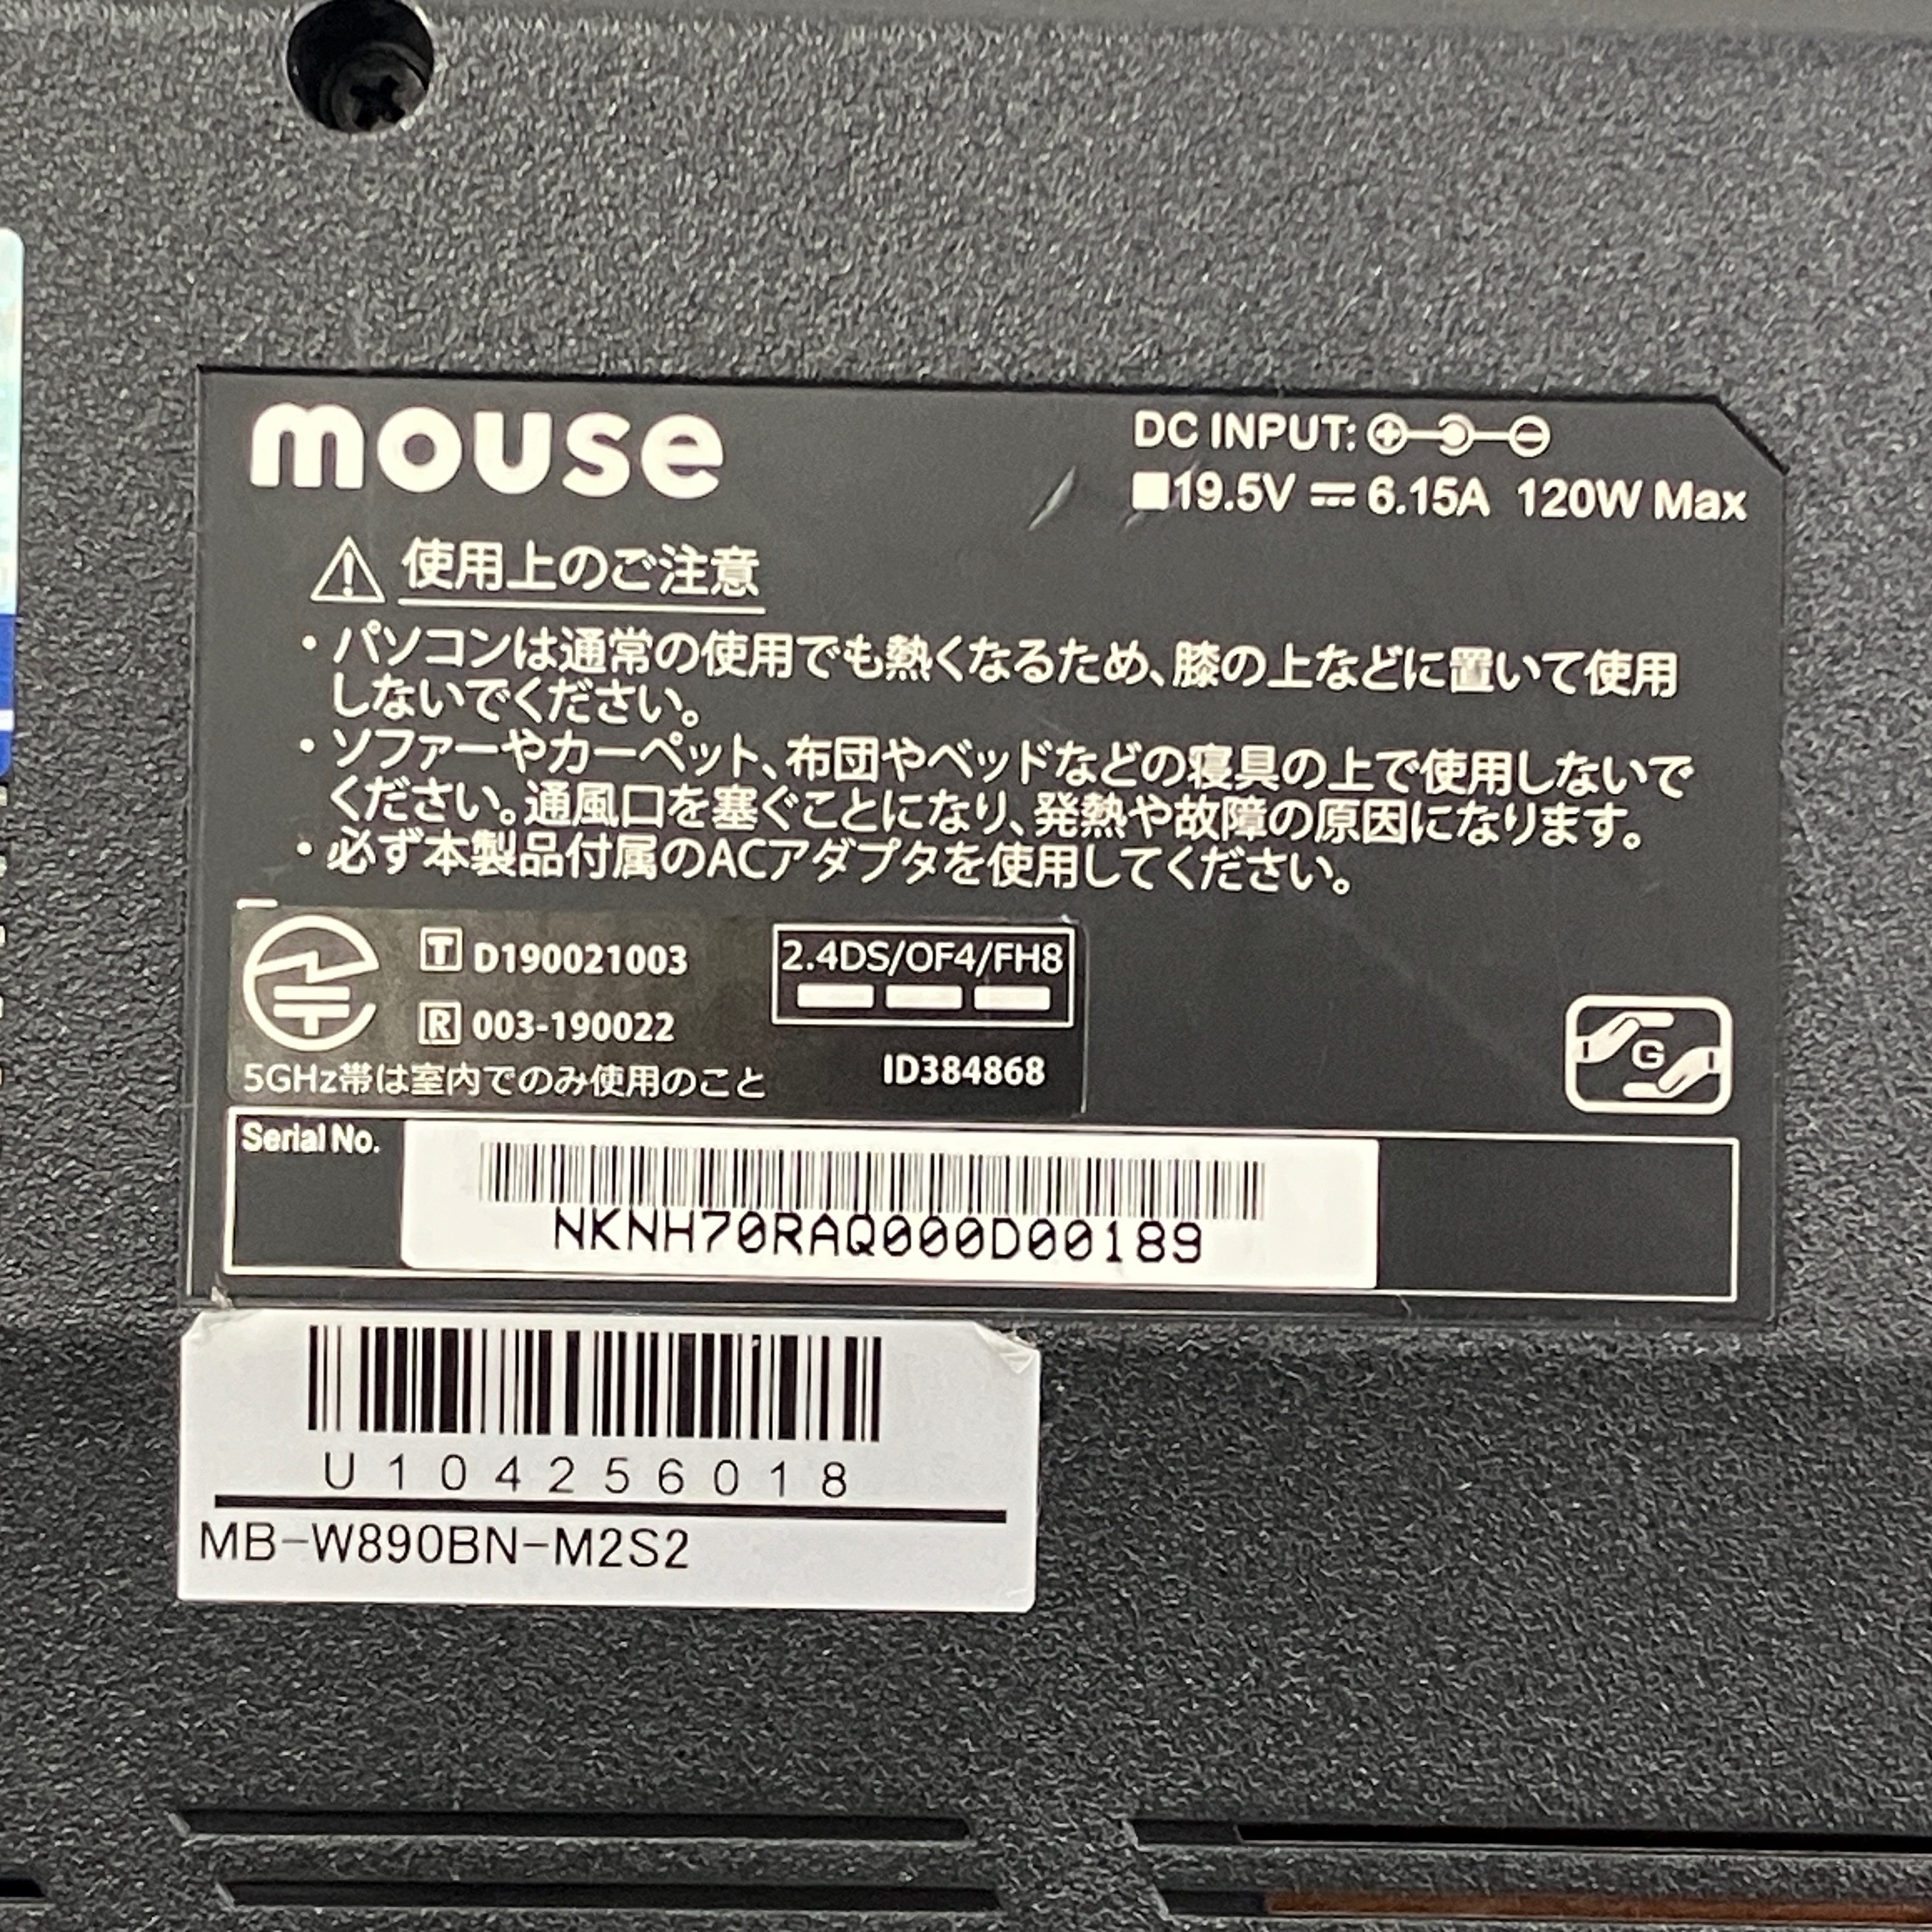 mouse
DC INPUT:
19.5V 6.15A 120W Max
使用上のご注意
・パソコンは通常の使用でも熱くなるため、膝の上などに置いて使用
しないでください。
・ソファーやカーペット、布団やベッドなどの寝具の上で使用しないで
ください。通風口を塞ぐことになり、発熱や故障の原因になります。
・必ず本製品付属のACアダプタを使用してください。
T D190021003
R 003-190022
2.4DS/OF4/FH8
5GHz帯は室内でのみ使用のこと
ID384868
G
Serial No.
NKNH70RAQ000D00189
U104256018
MB-W890BN-M2S2